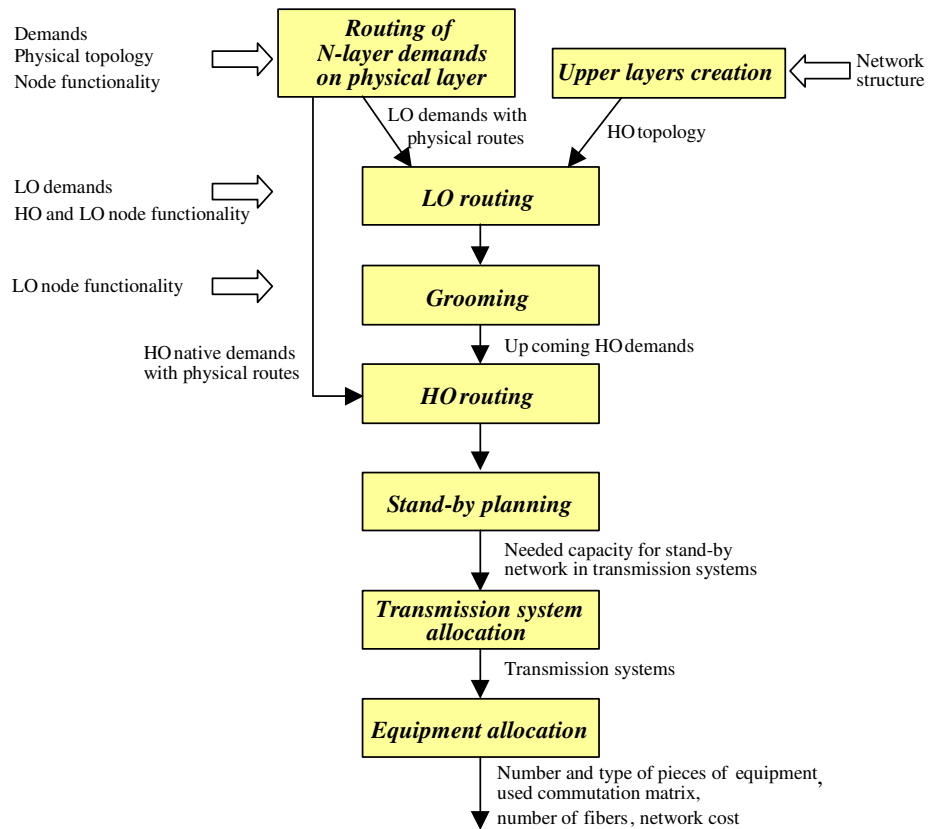 Demands
Physical topology
Node functionality
Routing of
N-layer demands
on physical layer
Upper layers creation
Network
structure
LO demands with
physical routes
HO topology
LO demands
HO and LO node functionality
LO routing
LO node functionality
Grooming
Up coming HO demands
HO native demands
with physical routes
HO routing
Stand-by planning
Needed capacity for stand-by
network in transmission systems
Transmission system
allocation
Transmission systems
Equipment allocation
Number and type of pieces of equipment,
used commutation matrix,
number of fibers, network cost